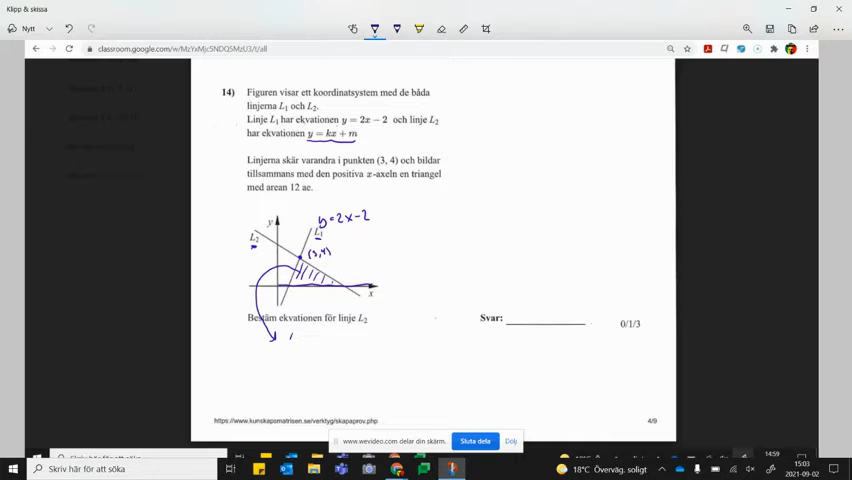 Klipp & skissa
Nytt
classroom.google.com/w/MzYxMjc5NDQ5MzU3/t/all
14) Figuren visar ett koordinatsystem med de båda
linjerna L₁ och L₂.
Linje L₁ har ekvationen y = 2x − 2 och linje L₂
har ekvationen y = kx + m
Linjerna skär varandra i punkten (3, 4) och bildar
tillsammans med den positiva x-axeln en triangel
med arean 12 ae.
y
y=2x-2
L₂
L₁
(3,4)
x
Bestäm ekvationen för linje L₂
Svar:
0/1/3
https://www.kunskapsmatrisen.se/verktyg/skapaprov.php
4/9
www.wevideo.com delar din skärm.
Sluta dela
Dölj
14:59
Skriv här för att söka
18°C Överväg. soligt
15:03
2021-09-02